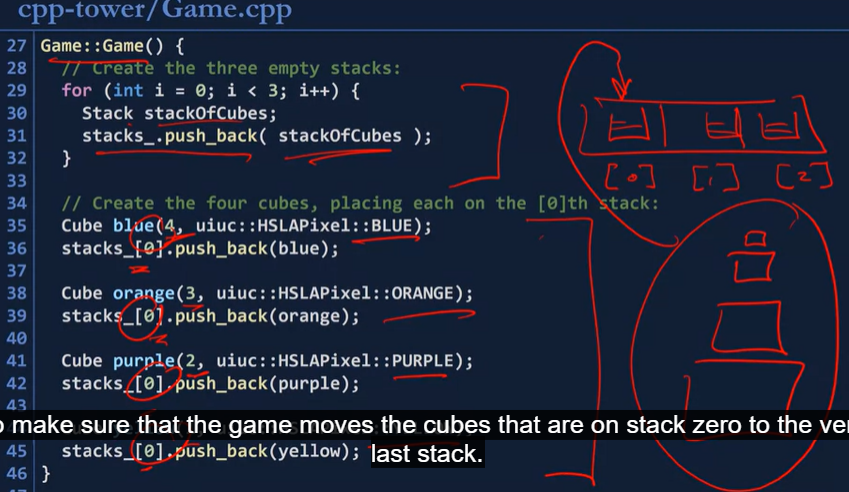 cpp-tower/Game.cpp
27 Game::Game() {
28 // Create the three empty stacks:
29 for (int i = 0; i < 3; i++) {
30 Stack stackOfCubes;
31 stacks_.push_back( stackOfCubes );
32 }
33
34 // Create the four cubes, placing each on the [0]th stack:
35 Cube blue(4, uiuc::HSLAPixel::BLUE);
36 stacks_[0].push_back(blue);
37
38 Cube orange(3, uiuc::HSLAPixel::ORANGE);
39 stacks_[0].push_back(orange);
40
41 Cube purple(2, uiuc::HSLAPixel::PURPLE);
42 stacks_[0].push_back(purple);
43
45 stacks_[0].push_back(yellow);
46 }
[0] [1] [2]
make sure that the game moves the cubes that are on stack zero to the
last stack.